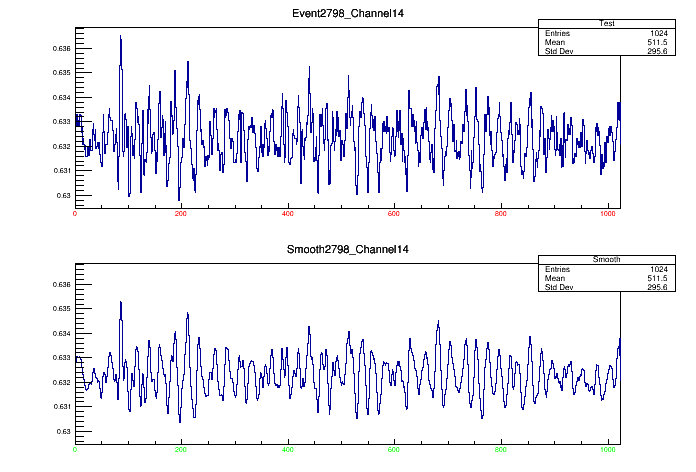 Event2798_Channel14
Test
Entries 1024
Mean 511.5
Std Dev 295.6
0.636
0.635
0.634
0.633
0.632
0.631
0.63
0 200 400 600 800 1000
Smooth2798_Channel14
Smooth
Entries 1024
Mean 511.5
Std Dev 295.6
0.636
0.635
0.634
0.633
0.632
0.631
0.63
0 200 400 600 800 1000